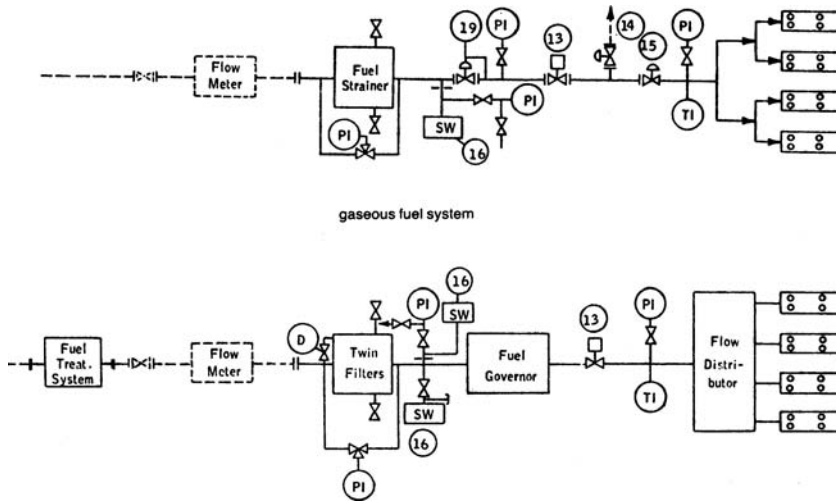 19
PI
13
14
15
PI
Flow
Meter
Fuel
Strainer
PI
PI
SW
16
TI
gaseous fuel system
16
PI
SW
13
PI
D
Fuel
Treat.
System
Flow
Meter
Twin
Filters
Fuel
Governor
Flow
Distri-
butor
SW
16
TI
PI